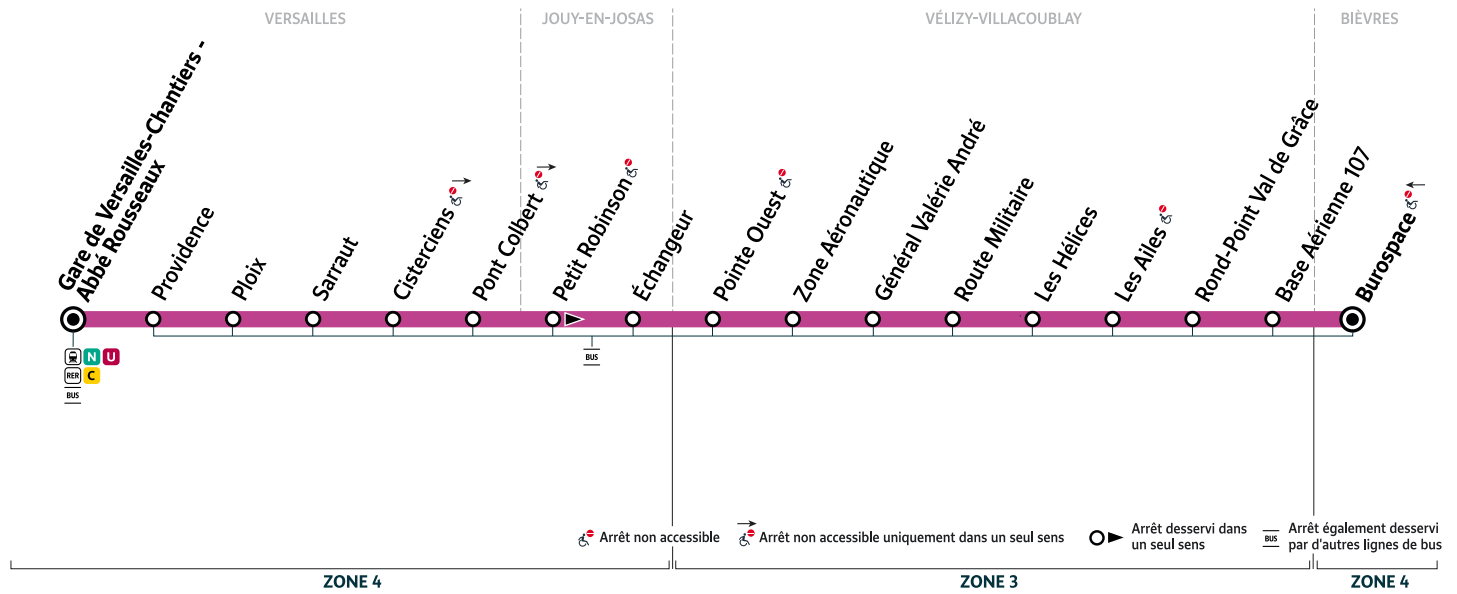 VERSAILLES
JOUY-EN-JOSAS
VÉLIZY-VILLACOUBLAY
BIÈVRES
Gare de Versailles-Chantiers -
Abbé Rousseaux
Providence
Ploix
Sarraut
Cisterciens
Pont Colbert
Petit Robinson
Échangeur
Pointe Ouest
Zone Aéronautique
Général Valérie André
Route Militaire
Les Hélices
Les Ailes
Rond-Point Val de Grâce
Base Aérienne 107
Burospace
N U
RER C
BUS
BUS
Arrêt non accessible
Arrêt non accessible uniquement dans un seul sens
Arrêt desservi dans
un seul sens
BUS
Arrêt également desservi
par d'autres lignes de bus
ZONE 4
ZONE 3
ZONE 4